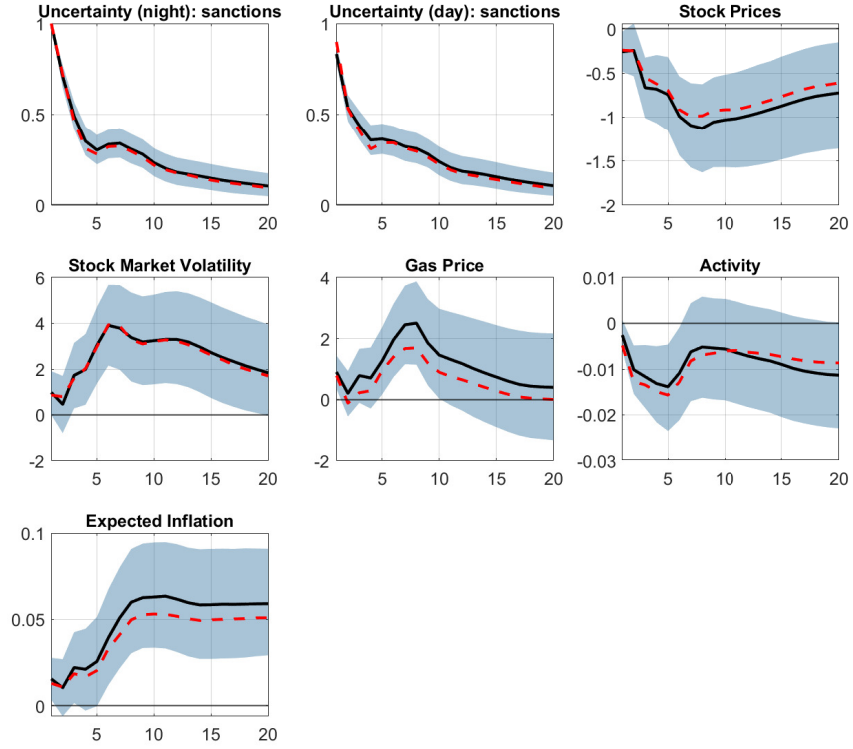 Uncertainty (night): sanctions
1
0.5
0
5 10 15 20
Uncertainty (day): sanctions
1
0.5
0
5 10 15 20
Stock Prices
0
-0.5
-1
-1.5
-2
5 10 15 20
Stock Market Volatility
6
4
2
0
-2
5 10 15 20
Gas Price
4
2
0
-2
5 10 15 20
Activity
0.01
0
-0.01
-0.02
-0.03
5 10 15 20
Expected Inflation
0.1
0.05
0
5 10 15 20